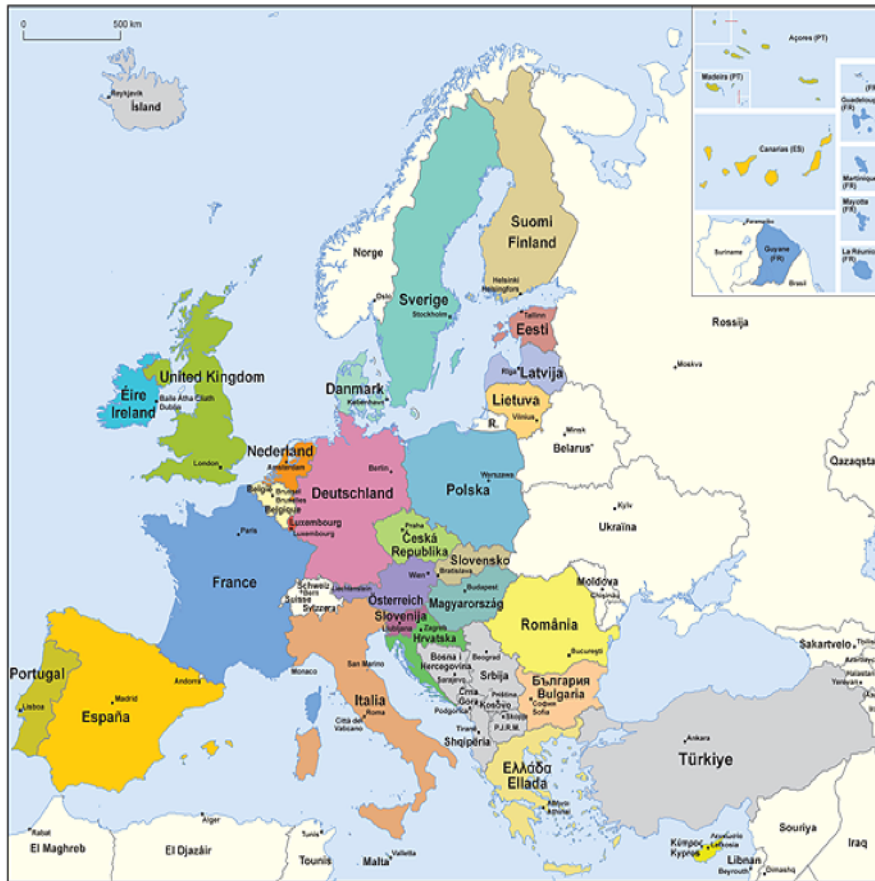 0 500 km
Reykjavik
Ísland
Açores (PT)
Madeira (PT)
(FR)
Guadeloupe
(FR)
Canarias (ES)
Martinique
(FR)
Mayotte
(FR)
Paramaribo
Suriname
Guyane
(FR)
Brasil
La Réunion
(FR)
Norge
Oslo
Sverige
Stockholm
Suomi
Finland
Helsinki
Helsingfors
Rossija
Moskva
Tallinn
Eesti
Rīga
Latvija
Lietuva
Vilnius
R.
Minsk
Belarus'
Qazaqstan
United Kingdom
London
Éire
Ireland
Baile Átha Cliath
Dublin
Danmark
København
Nederland
Amsterdam
België
Brussel
Bruxelles
Belgique
Luxembourg
Luxembourg
Berlin
Deutschland
Warszawa
Polska
Kyiv
Ukraïna
Paris
France
Praha
Česká
Republika
Slovensko
Bratislava
Schweiz
Bern
Suisse
Svizzera
Liechtenstein
Wien
Österreich
Budapest
Magyarország
Moldova
Chişinău
România
Bucureşti
Slovenija
Ljubljana
Zagreb
Hrvatska
Bosna i
Hercegovina
Sarajevo
Beograd
Srbija
Crna
Gora
Podgorica
Priština
Kosovo
Skopje
P.J.R.M.
Tiranë
Shqipëria
България
Bulgaria
София
Sofia
Sakartvelo
Portugal
Lisboa
España
Madrid
Andorra
Monaco
San Marino
Italia
Roma
Città del
Vaticano
Ελλάδα
Ellada
Αθήνα
Athinai
Türkiye
Ankara
Κύπρος
Kypros
Λευκωσία
Lefkosia
Souriya
Iraq
Libnan
Beyrouth
Dimashq
Rabat
El Maghreb
Alger
El Djazáir
Tunis
Tounis
Malta
Valletta